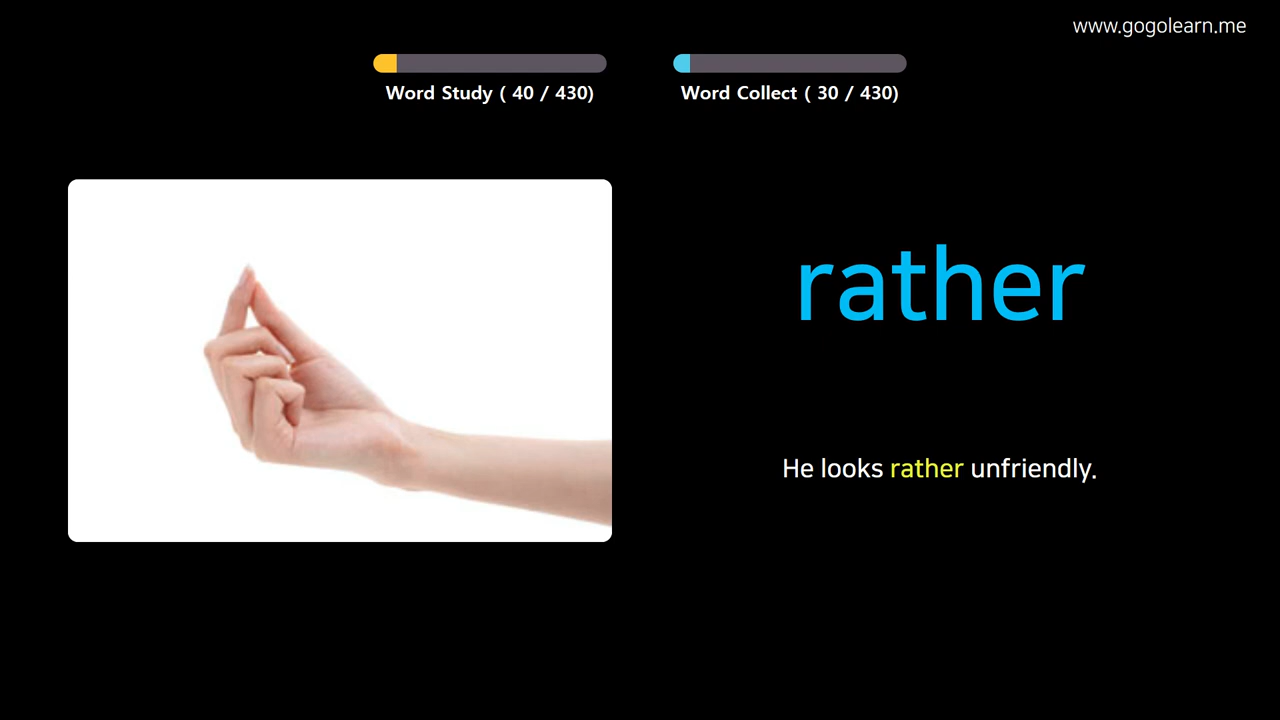 www.gogolearn.me
Word Study ( 40 / 430)
Word Collect ( 30 / 430)
rather
He looks rather unfriendly.